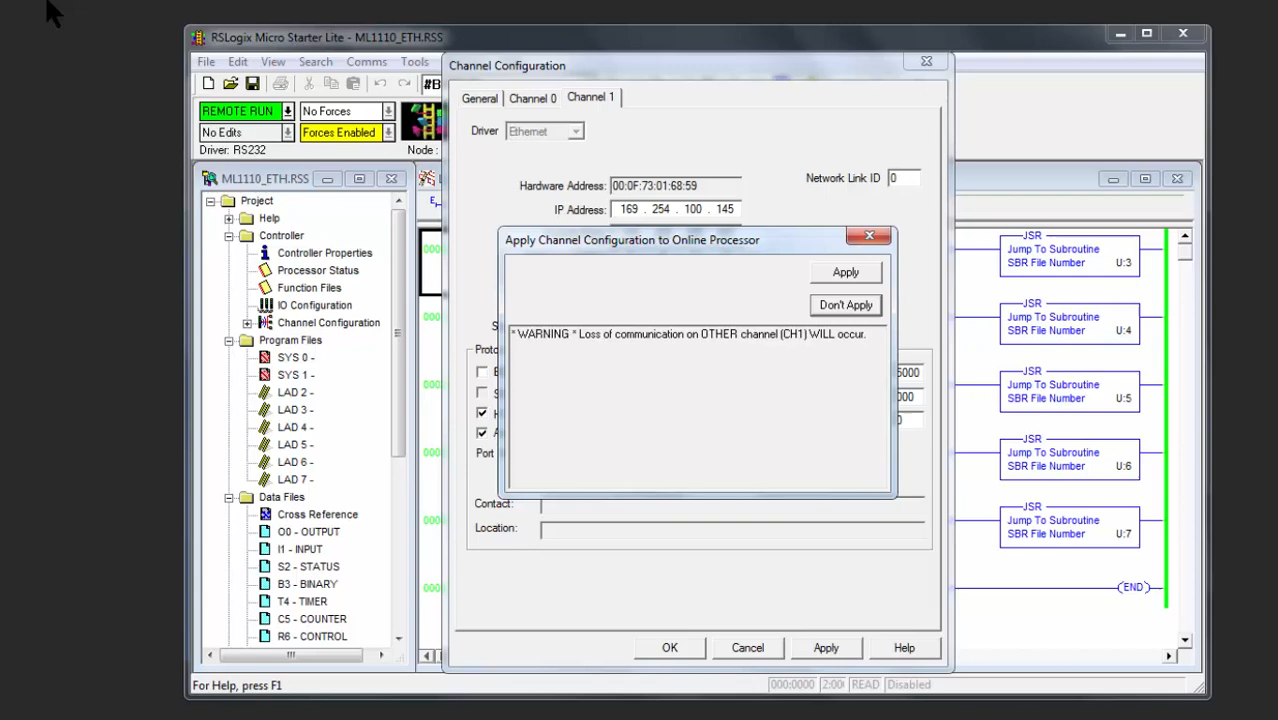 RSLogix Micro Starter Lite - ML1110_ETH.RSS
File Edit View Search Comms Tools
#B
REMOTE RUN No Forces
No Edits Forces Enabled
Driver: RS232 Node :
ML1110_ETH.RSS
Project
Help
Controller
Controller Properties
Processor Status
Function Files
IO Configuration
Channel Configuration
Program Files
SYS 0 -
SYS 1 -
LAD 2 -
LAD 3 -
LAD 4 -
LAD 5 -
LAD 6 -
LAD 7 -
Data Files
Cross Reference
O0 - OUTPUT
I1 - INPUT
S2 - STATUS
B3 - BINARY
T4 - TIMER
C5 - COUNTER
R6 - CONTROL
Channel Configuration
General Channel 0 Channel 1
Driver Ethernet
Hardware Address: 00:0F:73:01:68:59
Network Link ID 0
IP Address: 169 . 254 . 100 . 145
Apply Channel Configuration to Online Processor
Apply
Don't Apply
* WARNING * Loss of communication on OTHER channel (CH1) WILL occur.
Port
Contact:
Location:
OK Cancel Apply Help
JSR
Jump To Subroutine
SBR File Number U:3
JSR
Jump To Subroutine
SBR File Number U:4
JSR
Jump To Subroutine
SBR File Number U:5
JSR
Jump To Subroutine
SBR File Number U:6
JSR
Jump To Subroutine
SBR File Number U:7
END
For Help, press F1
000:0000 2:00 READ Disabled